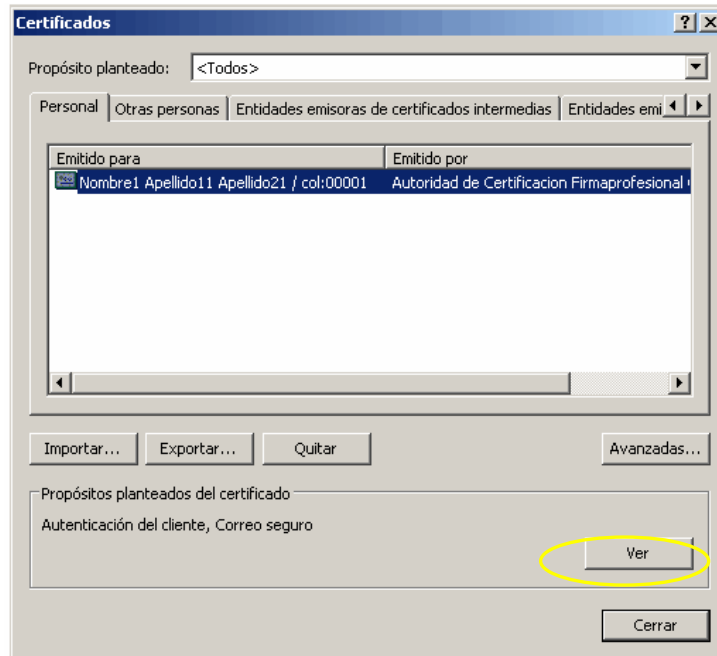 Certificados
Propósito planteado: <Todos>
Personal Otras personas Entidades emisoras de certificados intermedias Entidades emi
Emitido para Emitido por
Nombre1 Apellido11 Apellido21 / col:00001 Autoridad de Certificacion Firmaprofesional
Importar... Exportar... Quitar Avanzadas...
Propósitos planteados del certificado
Autenticación del cliente, Correo seguro
Ver
Cerrar